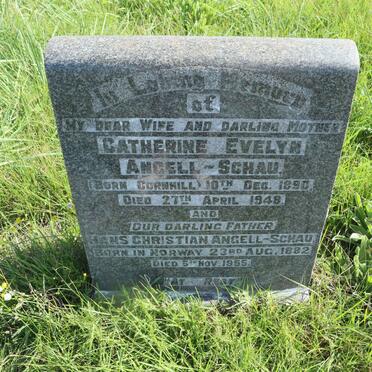 In Loving Memory
of
My Dear Wife and Darling Mother
Catherine Evelyn
Angell-Schau.
(Born Cornhill) 10th Dec. 1890.
Died 27th April 1948.
and
Our Darling Father
Hans Christian Angell-Schau
Born in Norway 23rd Aug. 1882
Died 5th Nov. 1955.